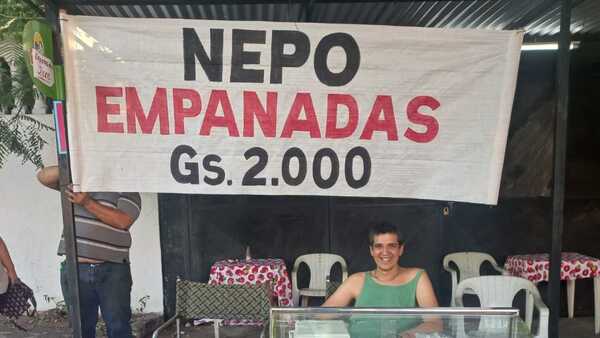 NEPO
EMPANADAS
Gs. 2.000